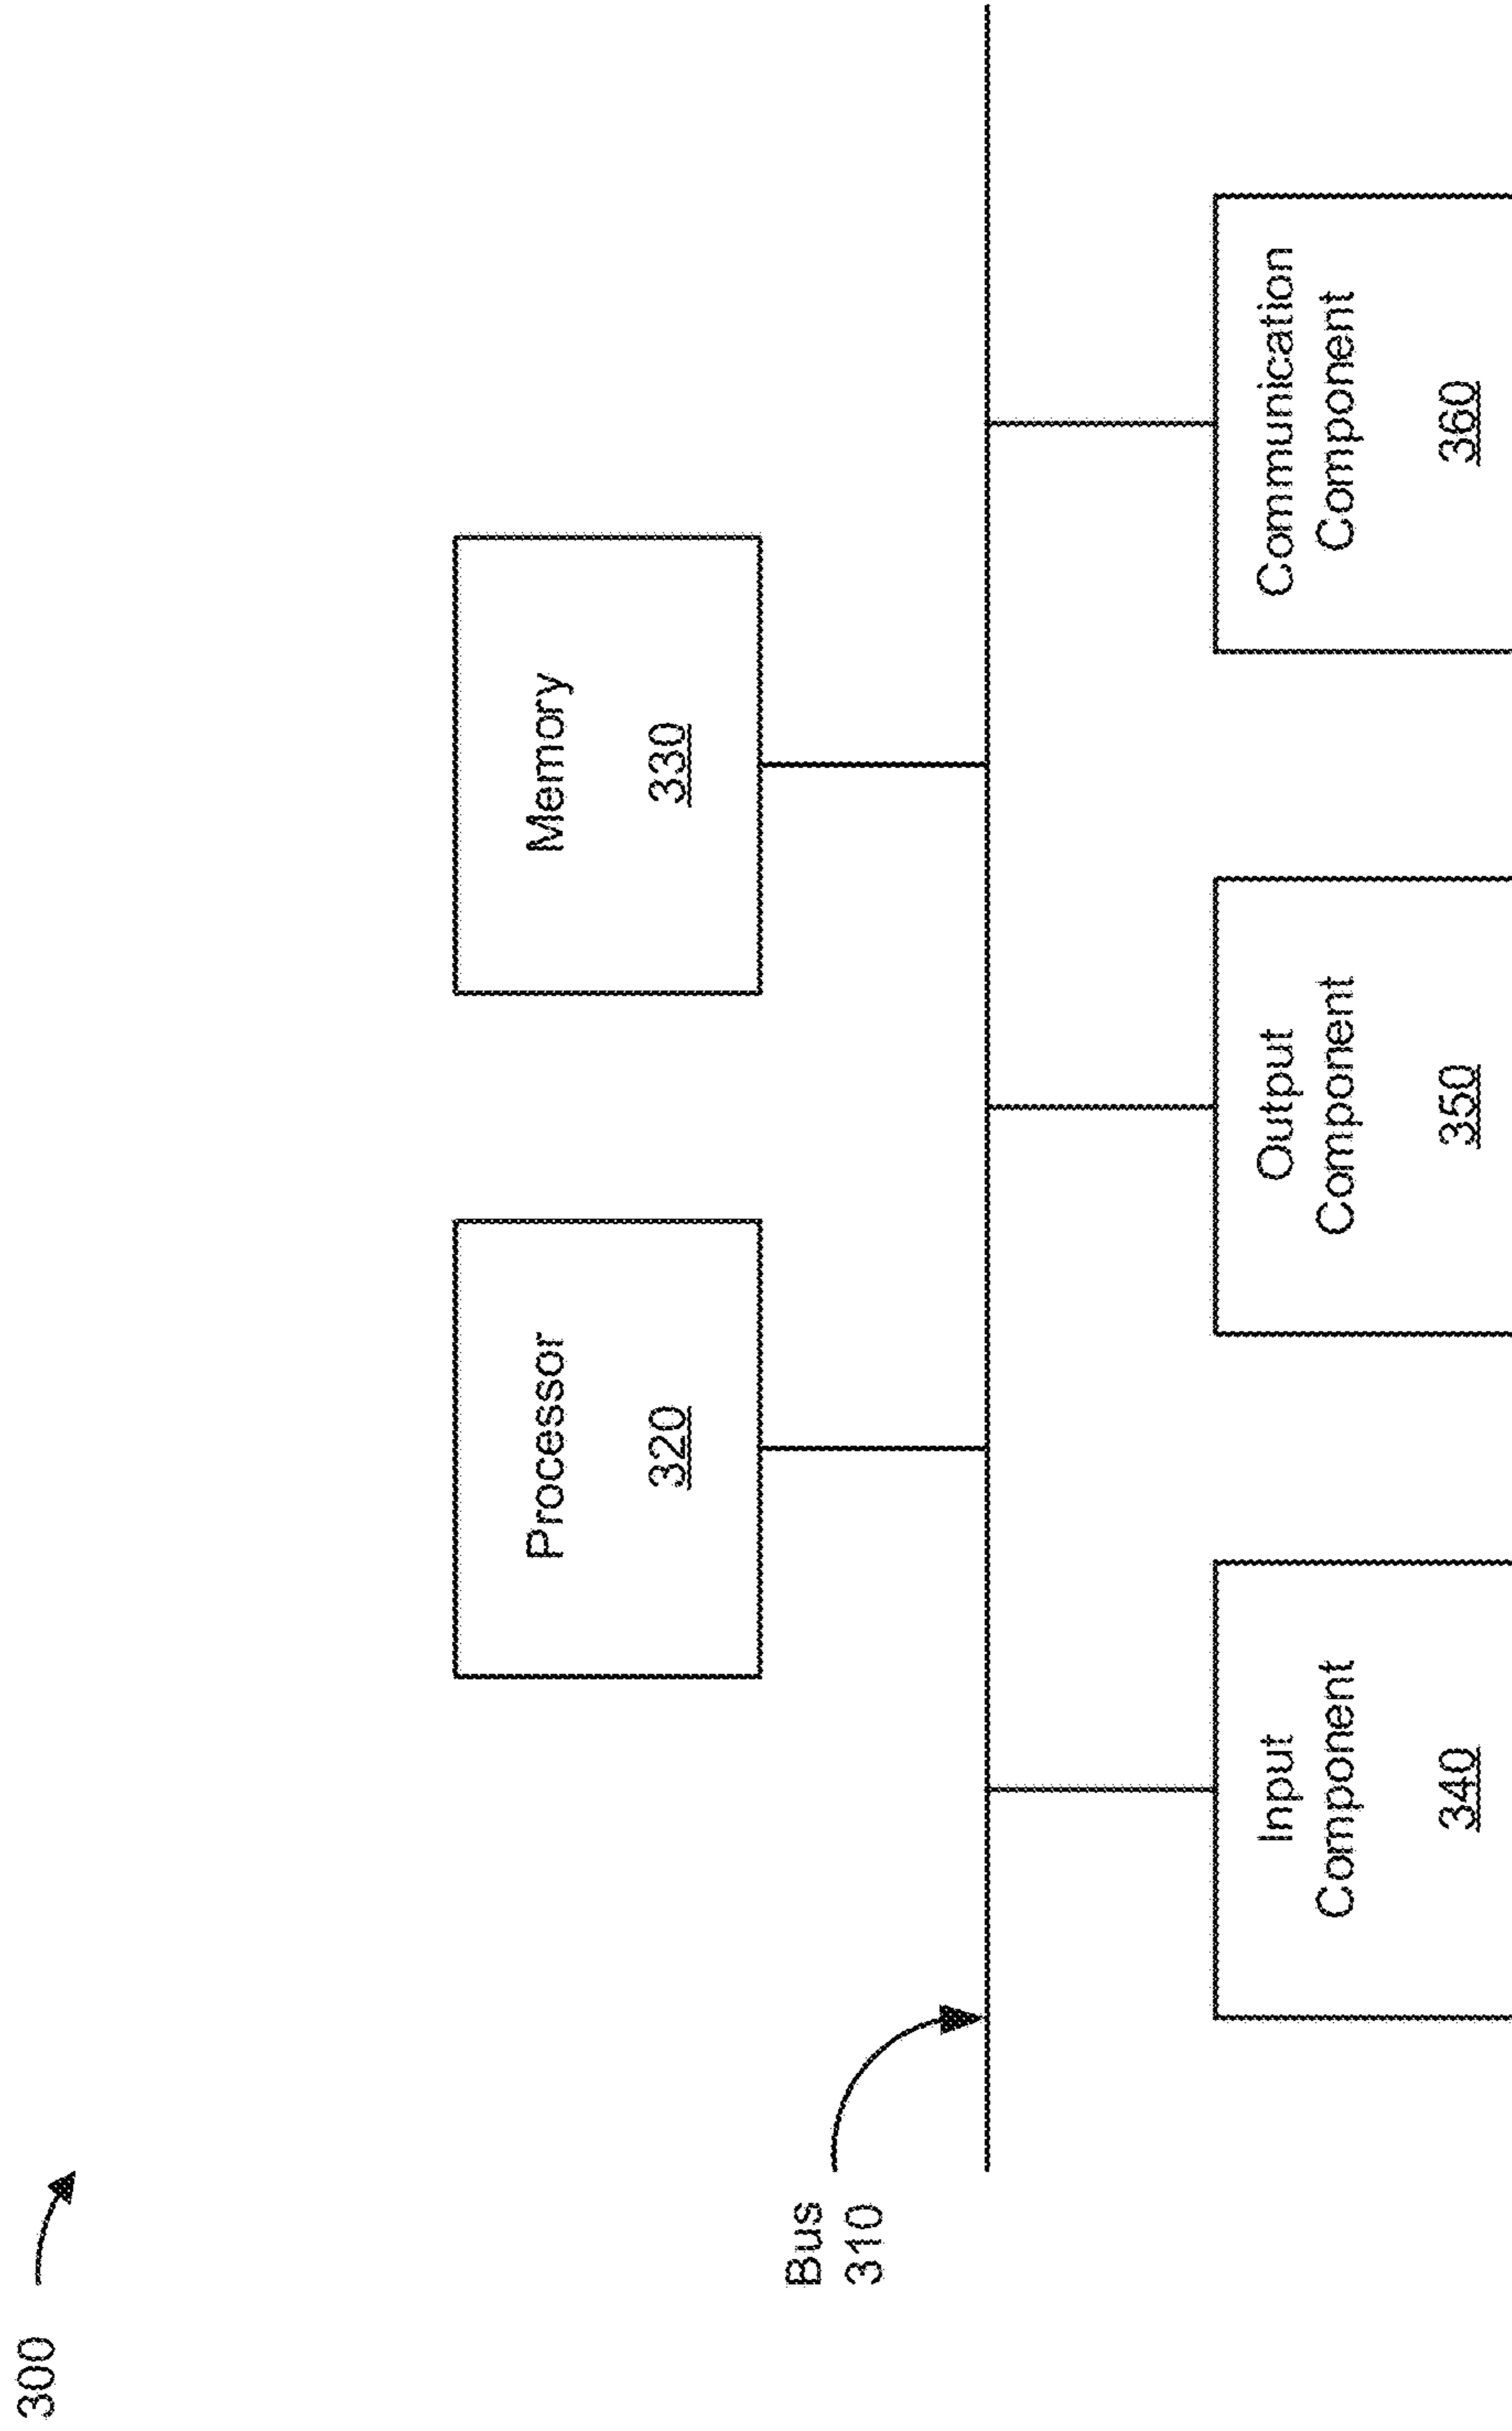 300
Processor
320
Memory
330
Bus
310
Input
Component
340
Output
Component
350
Communication
Component
360